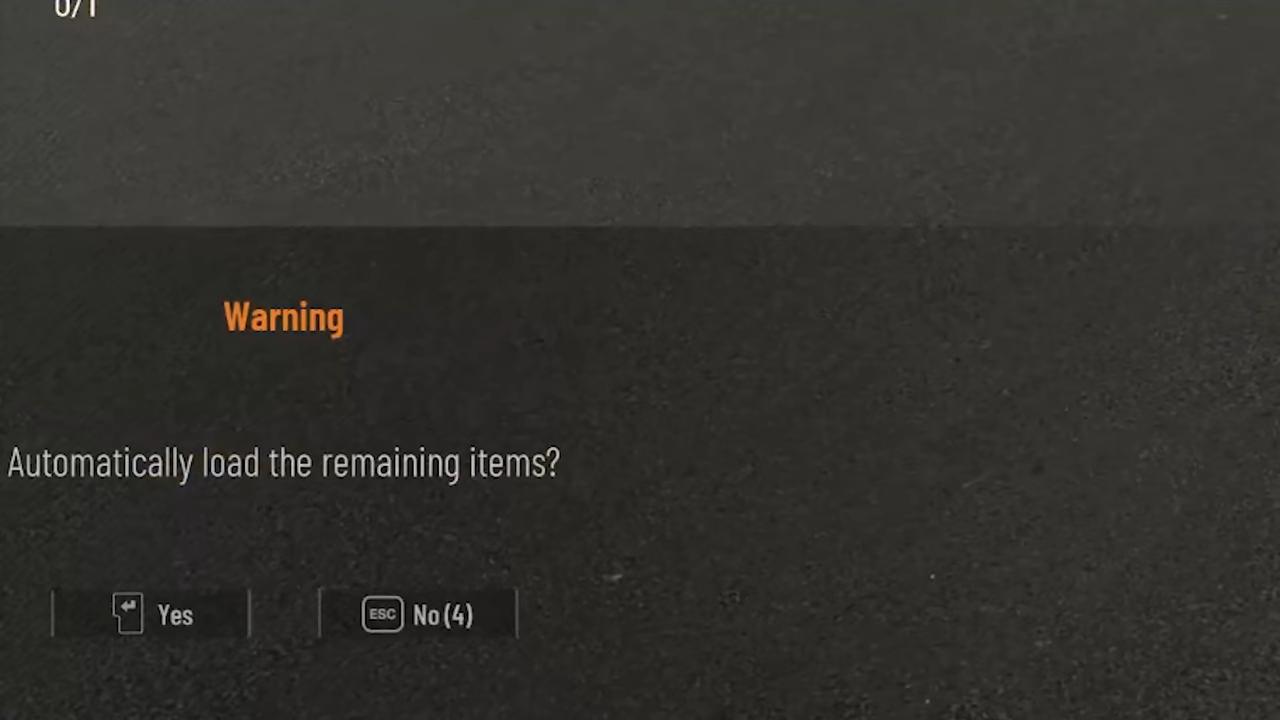 0/1
Warning
Automatically load the remaining items?
Yes
ESC No (4)